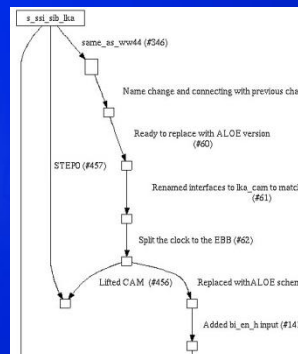 s_ssi_sib_lka
same_as_ww44 (#346)
Name change and connecting with previous cha
Ready to replace with ALOE version
(#60)
STEP0 (#457)
Renamed interfaces to lka_cam to match
(#61)
Split the clock to the EBB (#62)
Lifted CAM (#456)
Replaced withALOE schem
Added bi_en_h input (#141